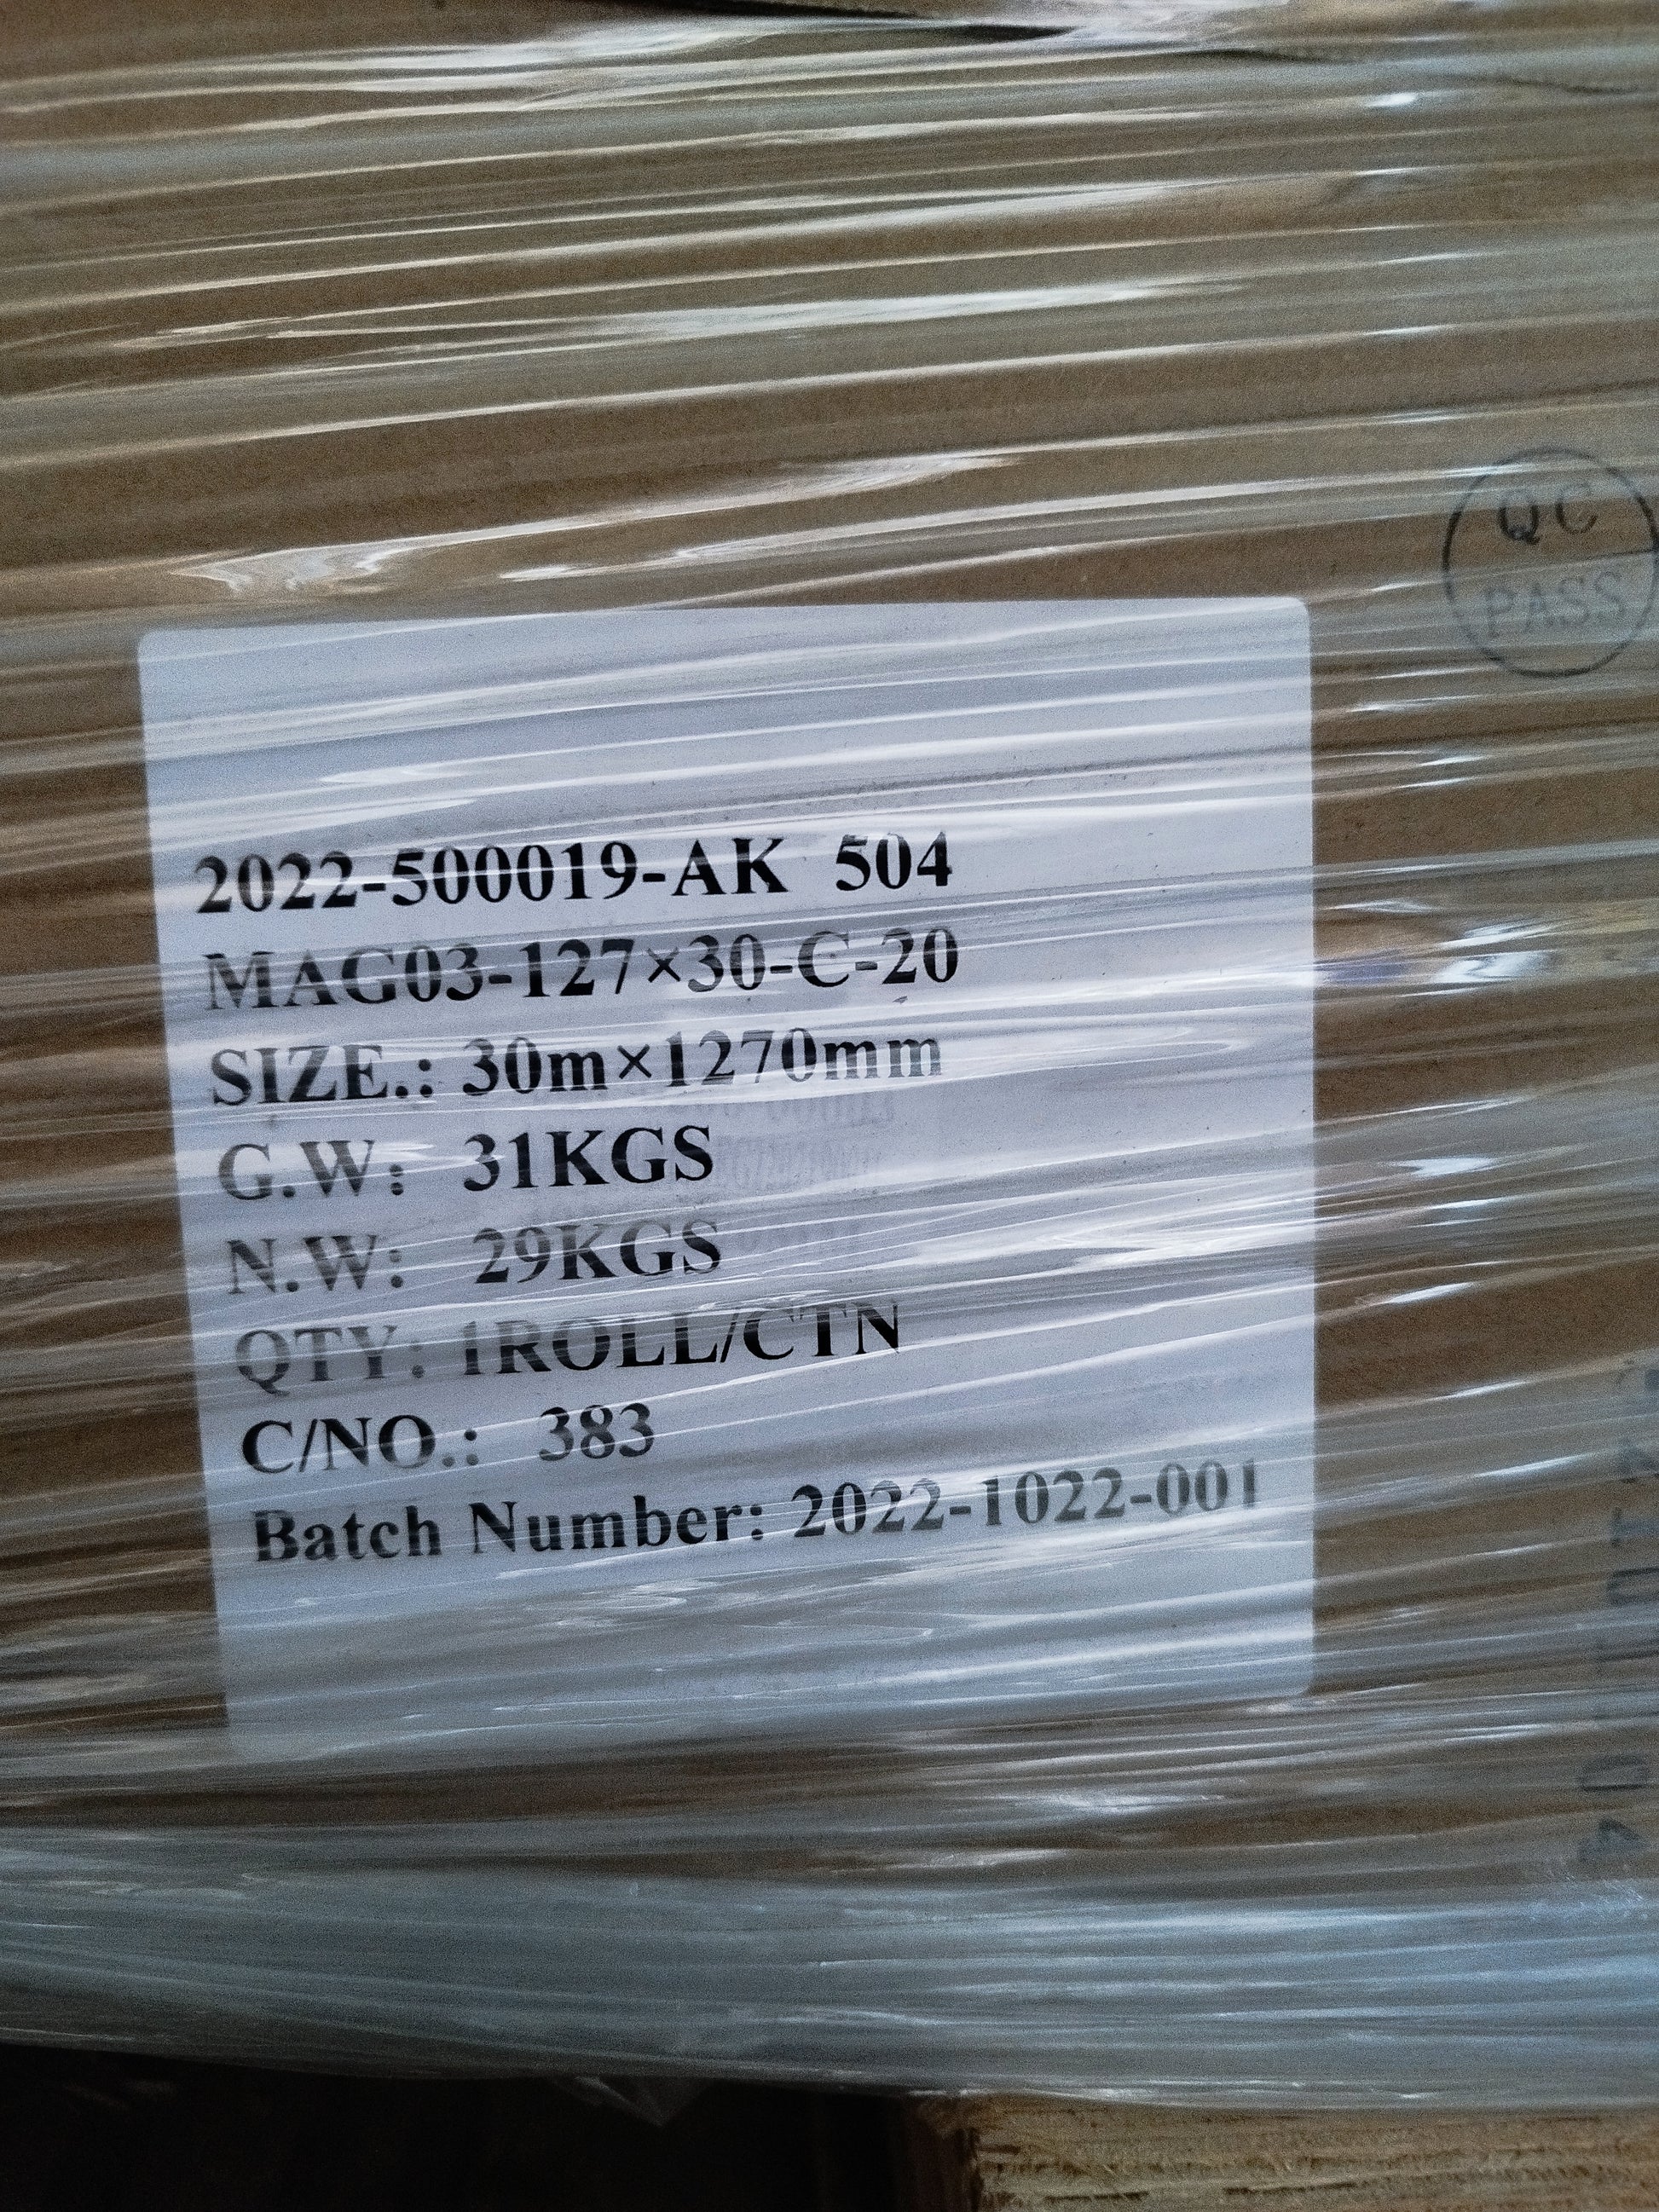 QC
PASS
2022-500019-AK 504
MAG03-127×30-C-20
SIZE.: 30m×1270mm
G.W: 31KGS
N.W: 29KGS
QTY: 1ROLL/CTN
C/NO.: 383
Batch Number: 2022-1022-001